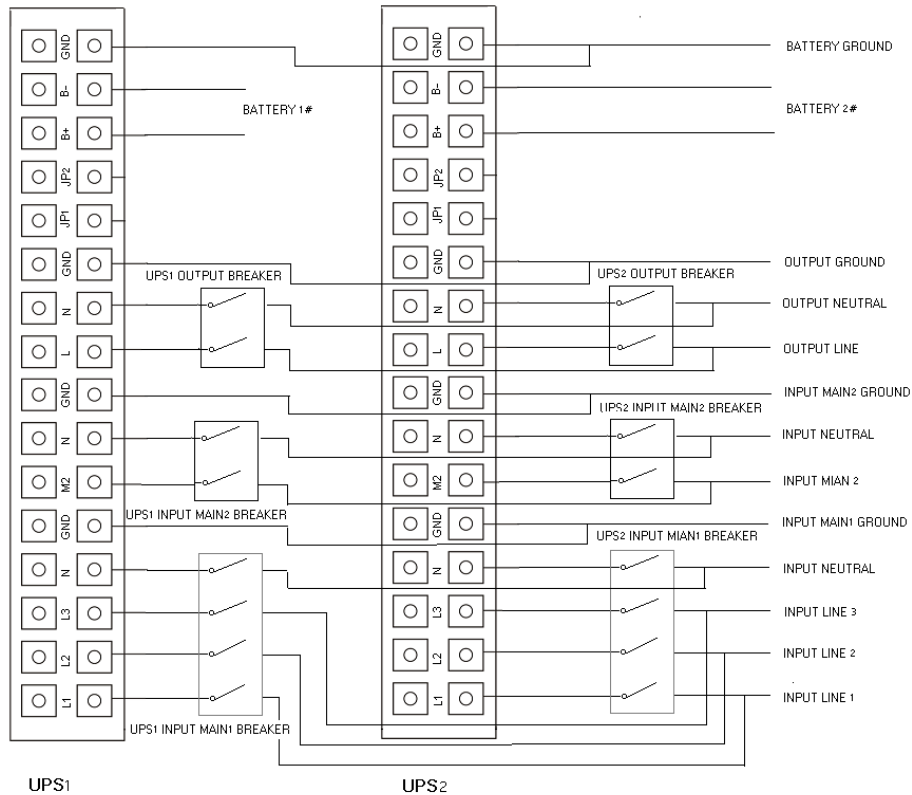 GND
B-
B+
JP2
JP1
GND
N
L
GND
N
M2
GND
N
L3
L2
L1
UPS1
BATTERY 1#
UPS1 OUTPUT BREAKER
UPS1 INPUT MAIN2 BREAKER
UPS1 INPUT MAIN1 BREAKER
GND
B-
B+
JP2
JP1
GND
N
L
GND
N
M2
GND
N
L3
L2
L1
UPS2
UPS2 OUTPUT BREAKER
UPS2 INPUT MAIN2 BREAKER
UPS2 INPUT MIAN1 BREAKER
BATTERY GROUND
BATTERY 2#
OUTPUT GROUND
OUTPUT NEUTRAL
OUTPUT LINE
INPUT MAIN2 GROUND
INPUT NEUTRAL
INPUT MIAN 2
INPUT MAIN1 GROUND
INPUT NEUTRAL
INPUT LINE 3
INPUT LINE 2
INPUT LINE 1